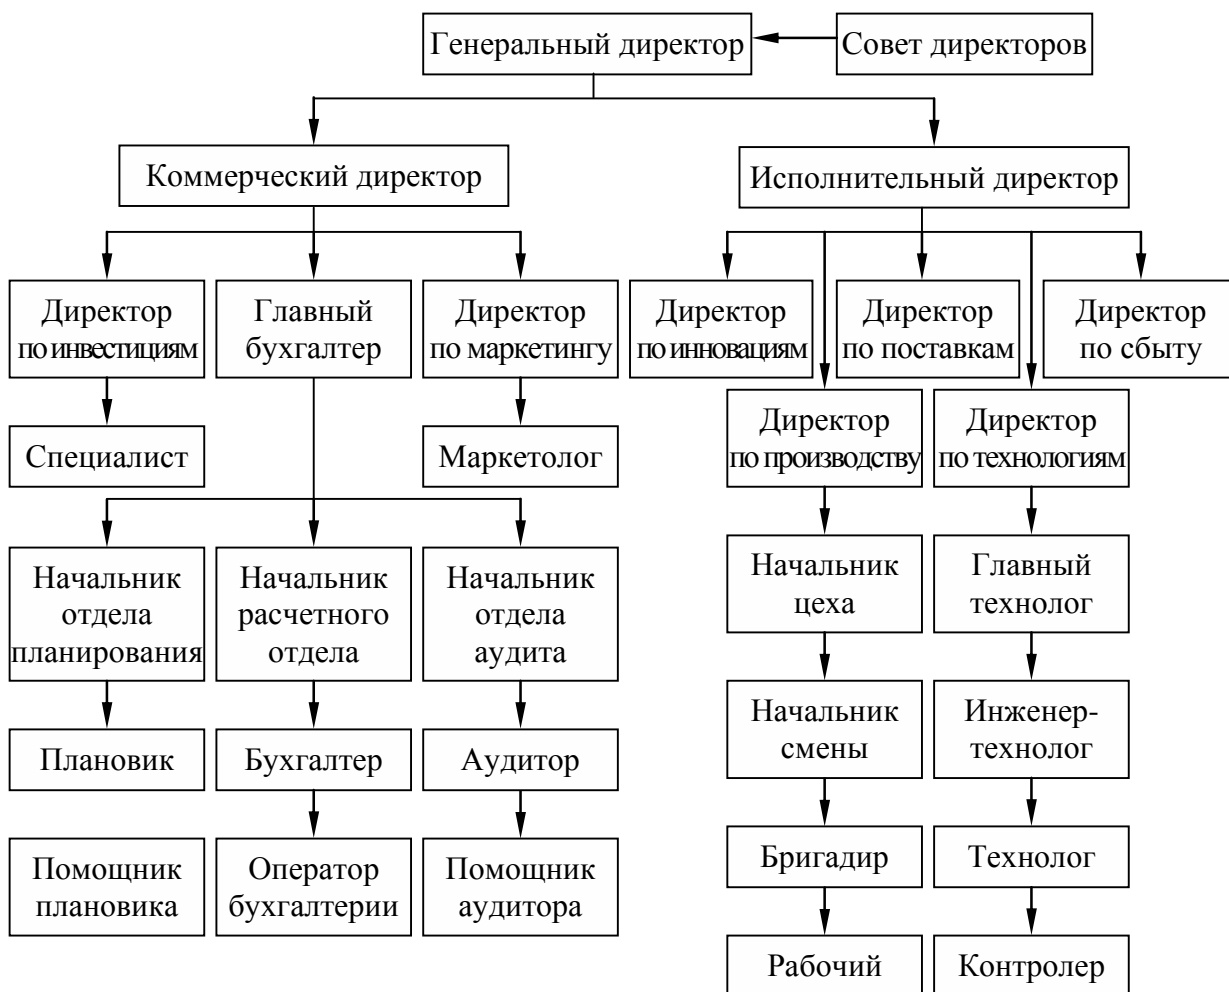 Генеральный директор
Совет директоров
Коммерческий директор
Исполнительный директор
Директор
по инвестициям
Главный
бухгалтер
Директор
по маркетингу
Директор
по инновациям
Директор
по поставкам
Директор
по сбыту
Специалист
Маркетолог
Директор
по производству
Директор
по технологиям
Начальник
отдела
планирования
Начальник
расчетного
отдела
Начальник
отдела
аудита
Начальник
цеха
Главный
технолог
Плановик
Бухгалтер
Аудитор
Начальник
смены
Инженер-
технолог
Помощник
плановика
Оператор
бухгалтерии
Помощник
аудитора
Бригадир
Технолог
Рабочий
Контролер